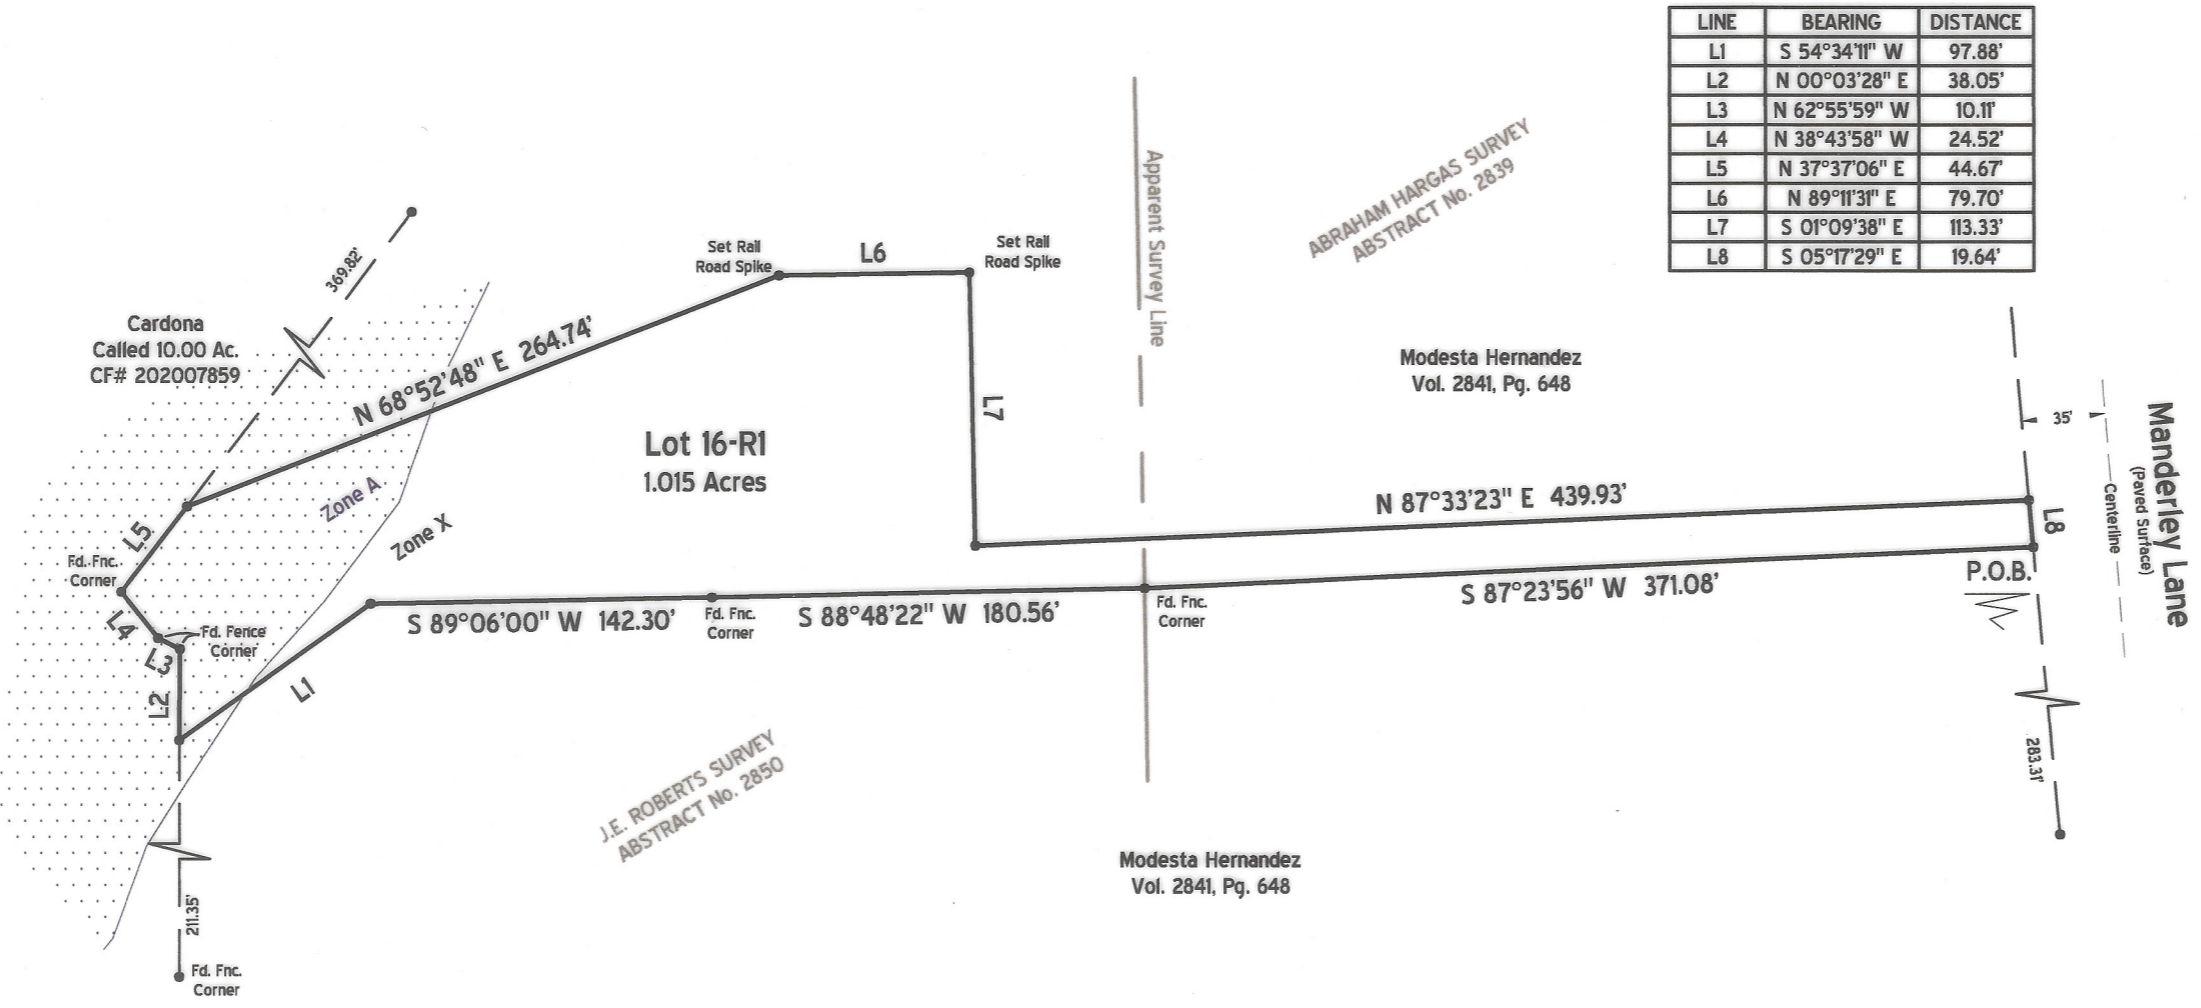 LINE BEARING DISTANCE
L1 S 54°34'11" W 97.88'
L2 N 00°03'28" E 38.05'
L3 N 62°55'59" W 10.11'
L4 N 38°43'58" W 24.52'
L5 N 37°37'06" E 44.67'
L6 N 89°11'31" E 79.70'
L7 S 01°09'38" E 113.33'
L8 S 05°17'29" E 19.64'
Apparent Survey Line
ABRAHAM HARGAS SURVEY
ABSTRACT No. 2839
369.82'
Set Rail
Road Spike
L6
Set Rail
Road Spike
Cardona
Called 10.00 Ac.
CF# 202007859
N 68°52'48" E 264.74'
L7
Modesta Hernandez
Vol. 2841, Pg. 648
35'
Manderley Lane
(Paved Surface)
Centerline
Lot 16-R1
1.015 Acres
Zone A
Zone X
N 87°33'23" E 439.93'
L8
L5
Fd. Fnc.
Corner
L4
Fd. Fence
Corner
L3
L2
L1
S 89°06'00" W 142.30'
Fd. Fnc.
Corner
S 88°48'22" W 180.56'
Fd. Fnc.
Corner
S 87°23'56" W 371.08'
P.O.B.
283.31'
J.E. ROBERTS SURVEY
ABSTRACT No. 2850
Modesta Hernandez
Vol. 2841, Pg. 648
211.35'
Fd. Fnc.
Corner